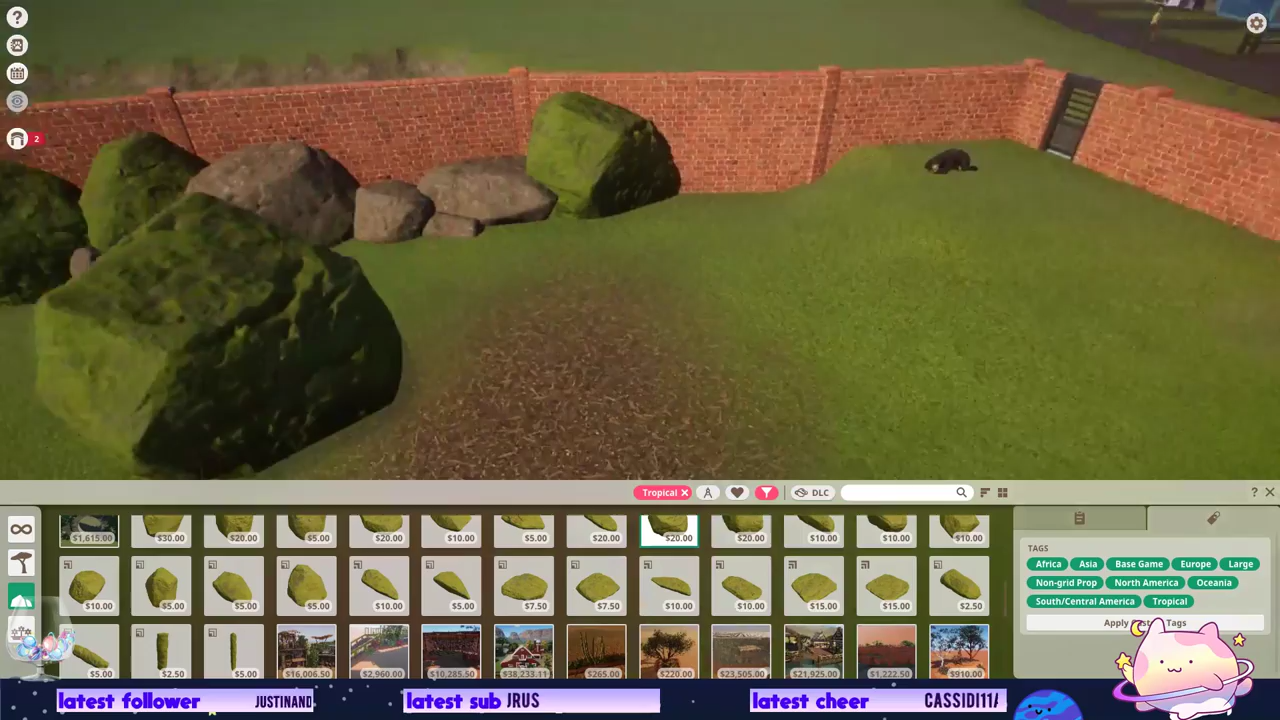 2
Tropical
DLC
$1,615.00 $30.00 $20.00 $5.00 $20.00 $10.00 $5.00 $20.00 $20.00 $20.00 $10.00 $10.00 $10.00
TAGS
Africa Asia Base Game Europe Large
$10.00 $5.00 $5.00 $5.00 $10.00 $5.00 $7.50 $7.50 $10.00 $10.00 $15.00 $15.00 $2.50
Non-grid Prop North America Oceania
South/Central America Tropical
Apply Tags
$5.00 $2.50 $5.00 $16,006.50 $2,960.00 $10,285.50 $38,233.11 $265.00 $220.00 $23,505.00 $21,925.00 $1,222.50 $910.00
latest follower JUSTINAND latest sub JRUS latest cheer CASSIDI11